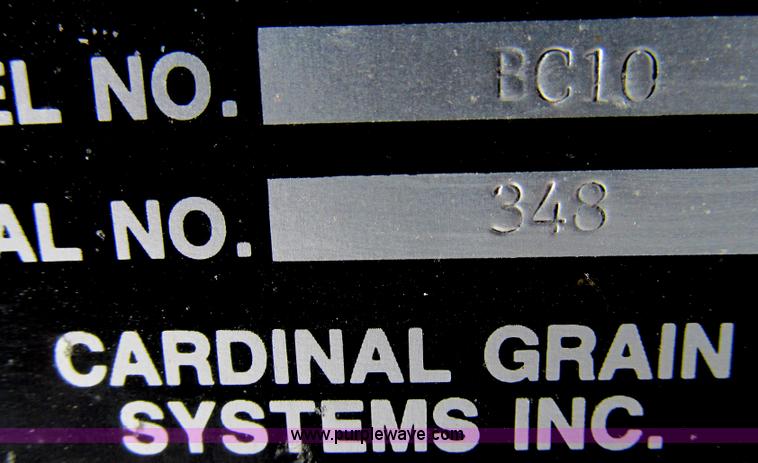 EL NO. BC10
AL NO. 348
CARDINAL GRAIN
SYSTEMS INC.
www.purplewave.com